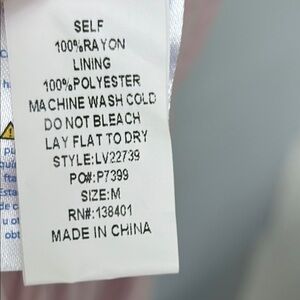 SELF
100%RAYON
LINING
100%POLYESTER
MACHINE WASH COLD
DO NOT BLEACH
LAY FLAT TO DRY
STYLE:LV22739
PO#:P7399
SIZE:M
RN#:138401
MADE IN CHINA